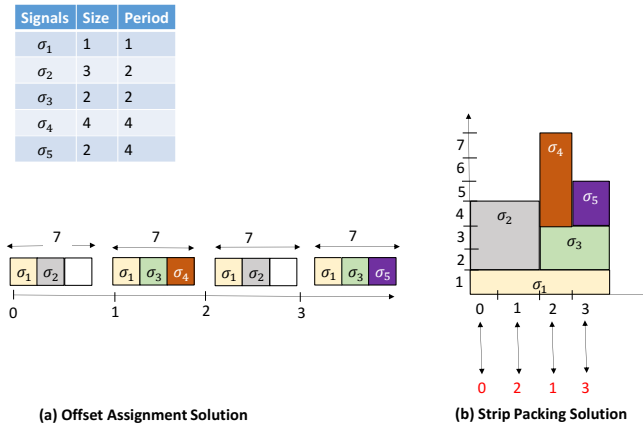 Signals Size Period
σ1 1 1
σ2 3 2
σ3 2 2
σ4 4 4
σ5 2 4
7 7 7 7
σ1 σ2 σ1 σ3 σ4 σ1 σ2 σ1 σ3 σ5
0 1 2 3
(a) Offset Assignment Solution
7
6
5
4
3
2
1
σ4
σ5
σ2
σ3
σ1
0 1 2 3
0 2 1 3
(b) Strip Packing Solution